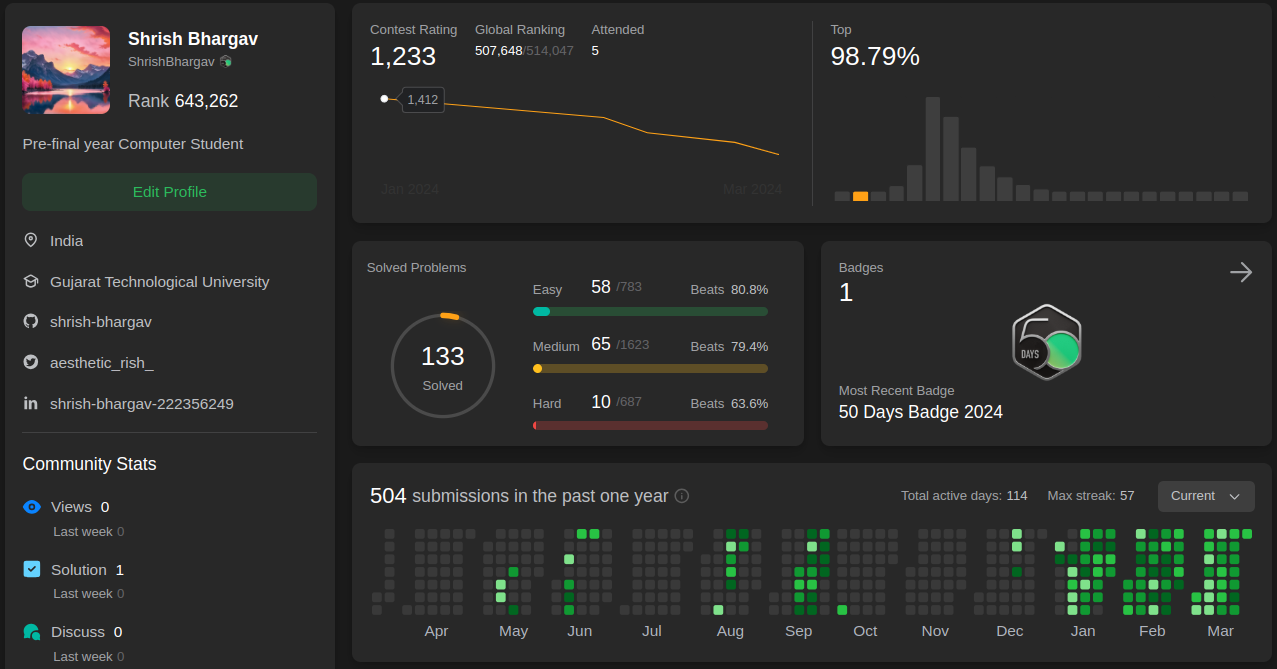 Shrish Bhargav
ShrishBhargav
Rank 643,262
Pre-final year Computer Student
Edit Profile
India
Gujarat Technological University
shrish-bhargav
aesthetic_rish_
shrish-bhargav-222356249
Community Stats
Views 0
Last week 0
Solution 1
Last week 0
Discuss 0
Last week 0
Contest Rating
1,233
Global Ranking
507,648/514,047
Attended
5
1,412
Jan 2024 Mar 2024
Top
98.79%
Solved Problems
133
Solved
Easy 58 /783 Beats 80.8%
Medium 65 /1623 Beats 79.4%
Hard 10 /687 Beats 63.6%
Badges
1
50
DAYS
Most Recent Badge
50 Days Badge 2024
504 submissions in the past one year
Total active days: 114 Max streak: 57 Current
Apr May Jun Jul Aug Sep Oct Nov Dec Jan Feb Mar